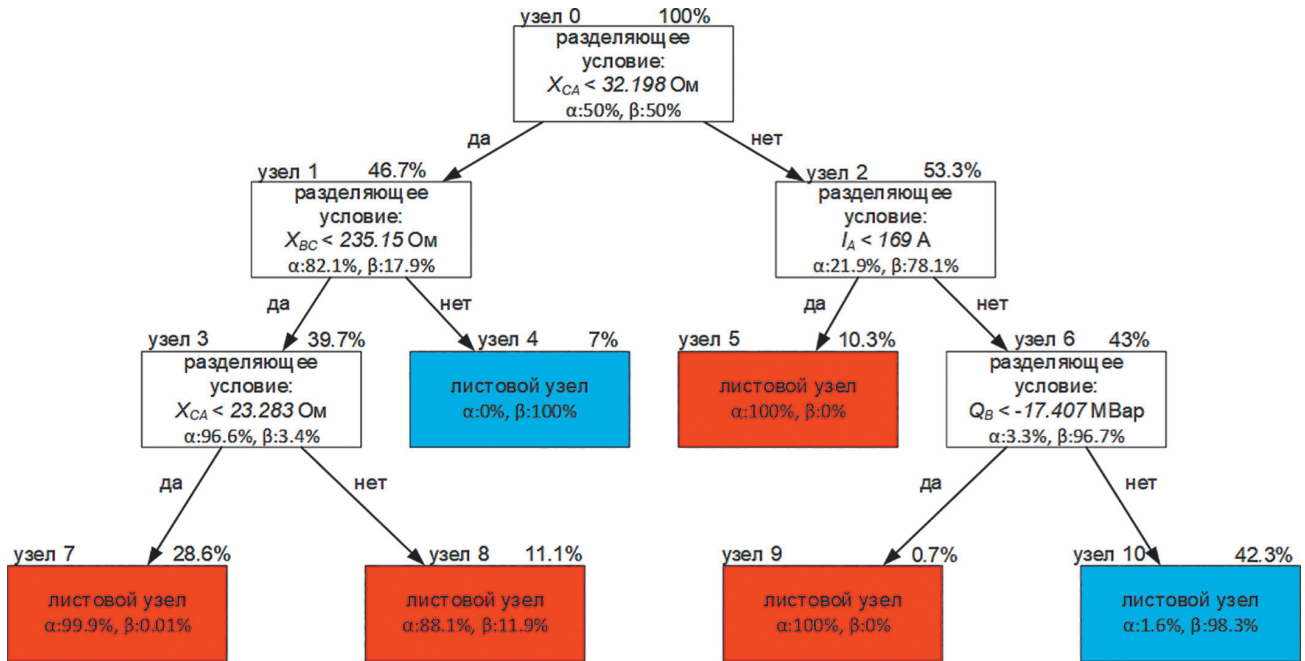 узел 0 100%
разделяющее
условие:
X_CA < 32.198 Ом
α:50%, β:50%
да нет
узел 1 46.7%
разделяющее
условие:
X_BC < 235.15 Ом
α:82.1%, β:17.9%
узел 2 53.3%
разделяющее
условие:
I_A < 169 А
α:21.9%, β:78.1%
да нет
да нет
узел 3 39.7%
разделяющее
условие:
X_CA < 23.283 Ом
α:96.6%, β:3.4%
узел 4 7%
листовой узел
α:0%, β:100%
узел 5 10.3%
листовой узел
α:100%, β:0%
узел 6 43%
разделяющее
условие:
Q_B < -17.407 МВар
α:3.3%, β:96.7%
да нет
да нет
узел 7 28.6%
листовой узел
α:99.9%, β:0.01%
узел 8 11.1%
листовой узел
α:88.1%, β:11.9%
узел 9 0.7%
листовой узел
α:100%, β:0%
узел 10 42.3%
листовой узел
α:1.6%, β:98.3%